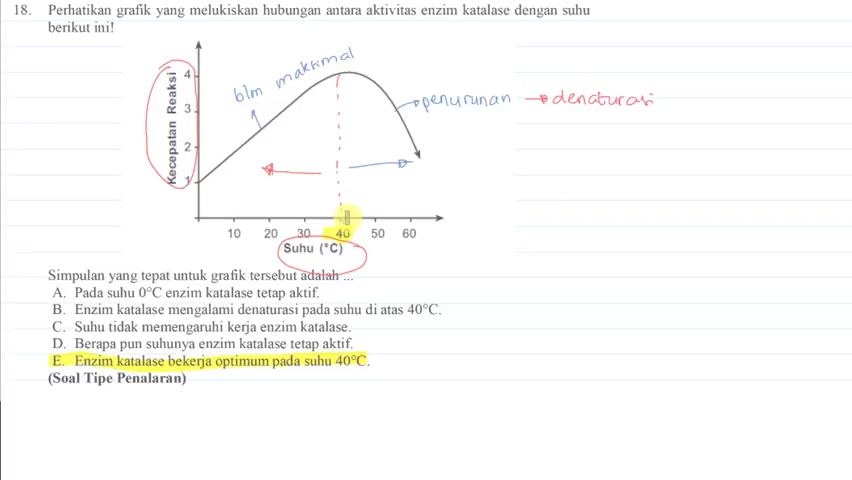 18. Perhatikan grafik yang melukiskan hubungan antara aktivitas enzim katalase dengan suhu
berikut ini!
Kecepatan Reaksi
4
3
2
1
blm maksimal
penurunan → denaturasi
10 20 30 40 50 60
Suhu (°C)
Simpulan yang tepat untuk grafik tersebut adalah ...
A. Pada suhu 0°C enzim katalase tetap aktif.
B. Enzim katalase mengalami denaturasi pada suhu di atas 40°C.
C. Suhu tidak memengaruhi kerja enzim katalase.
D. Berapa pun suhunya enzim katalase tetap aktif.
E. Enzim katalase bekerja optimum pada suhu 40°C.
(Soal Tipe Penalaran)